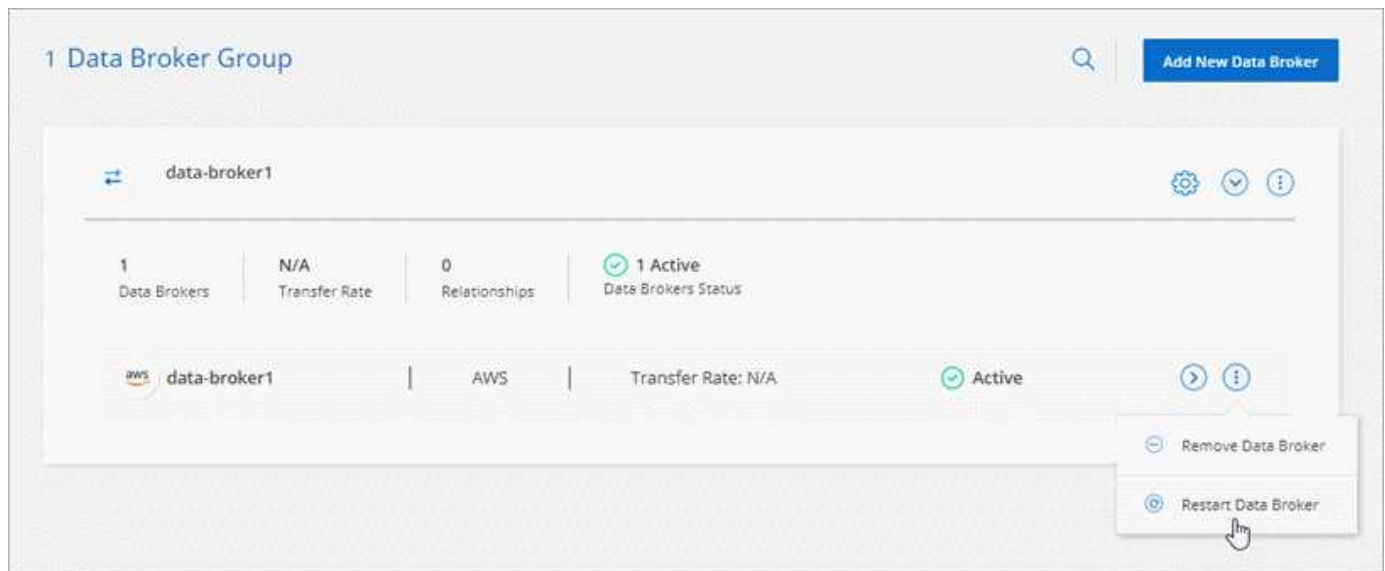 1 Data Broker Group
Add New Data Broker
data-broker1
1
Data Brokers
N/A
Transfer Rate
0
Relationships
1 Active
Data Brokers Status
aws
data-broker1
AWS
Transfer Rate: N/A
Active
Remove Data Broker
Restart Data Broker